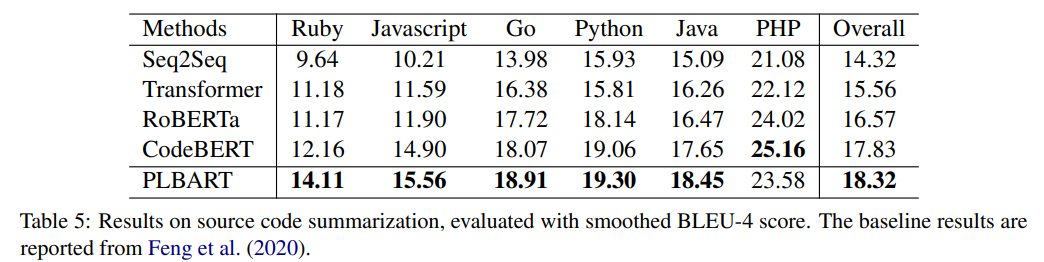 Methods Ruby Javascript Go Python Java PHP Overall
Seq2Seq 9.64 10.21 13.98 15.93 15.09 21.08 14.32
Transformer 11.18 11.59 16.38 15.81 16.26 22.12 15.56
RoBERTa 11.17 11.90 17.72 18.14 16.47 24.02 16.57
CodeBERT 12.16 14.90 18.07 19.06 17.65 25.16 17.83
PLBART 14.11 15.56 18.91 19.30 18.45 23.58 18.32
Table 5: Results on source code summarization, evaluated with smoothed BLEU-4 score. The baseline results are
reported from Feng et al. (2020).